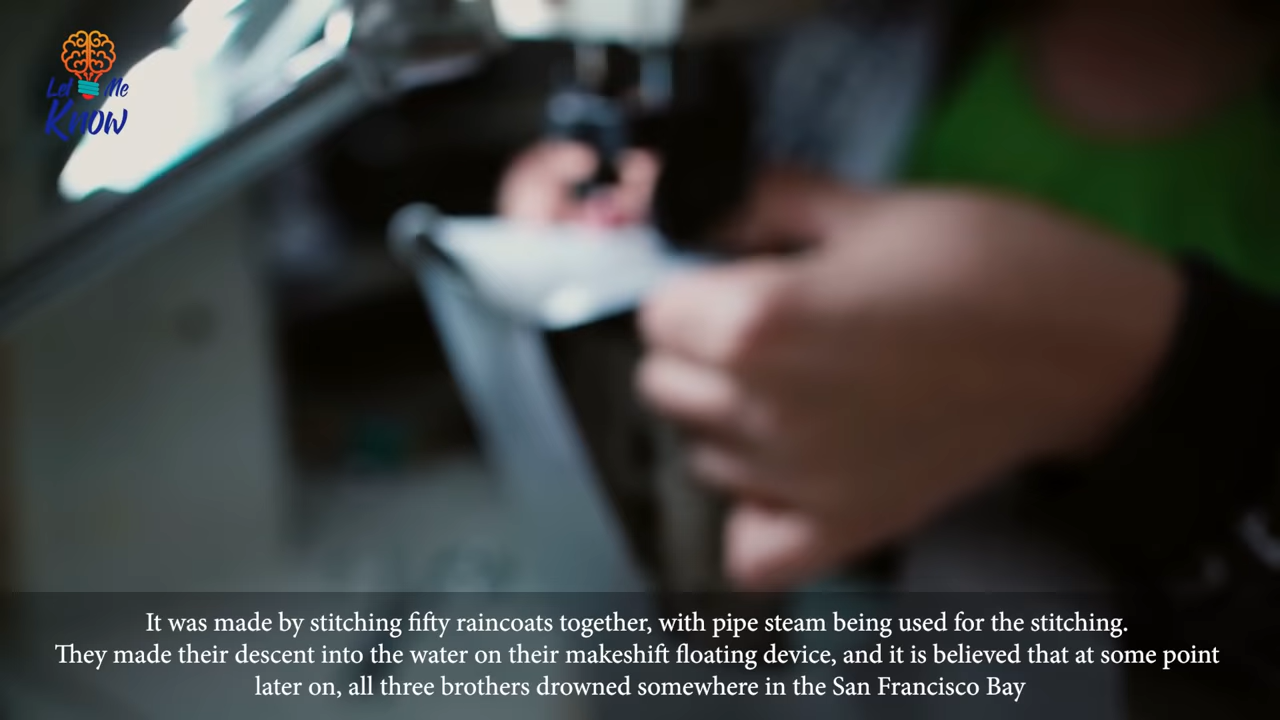 Let Me
Know
It was made by stitching fifty raincoats together, with pipe steam being used for the stitching.
They made their descent into the water on their makeshift floating device, and it is believed that at some point
later on, all three brothers drowned somewhere in the San Francisco Bay